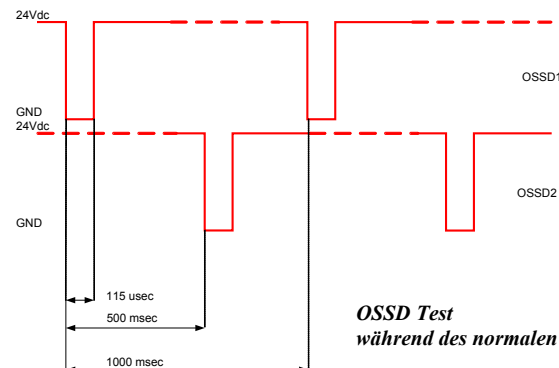 24Vdc
OSSD1
GND
24Vdc
OSSD2
GND
115 usec
500 msec
1000 msec
OSSD Test
während des normalen